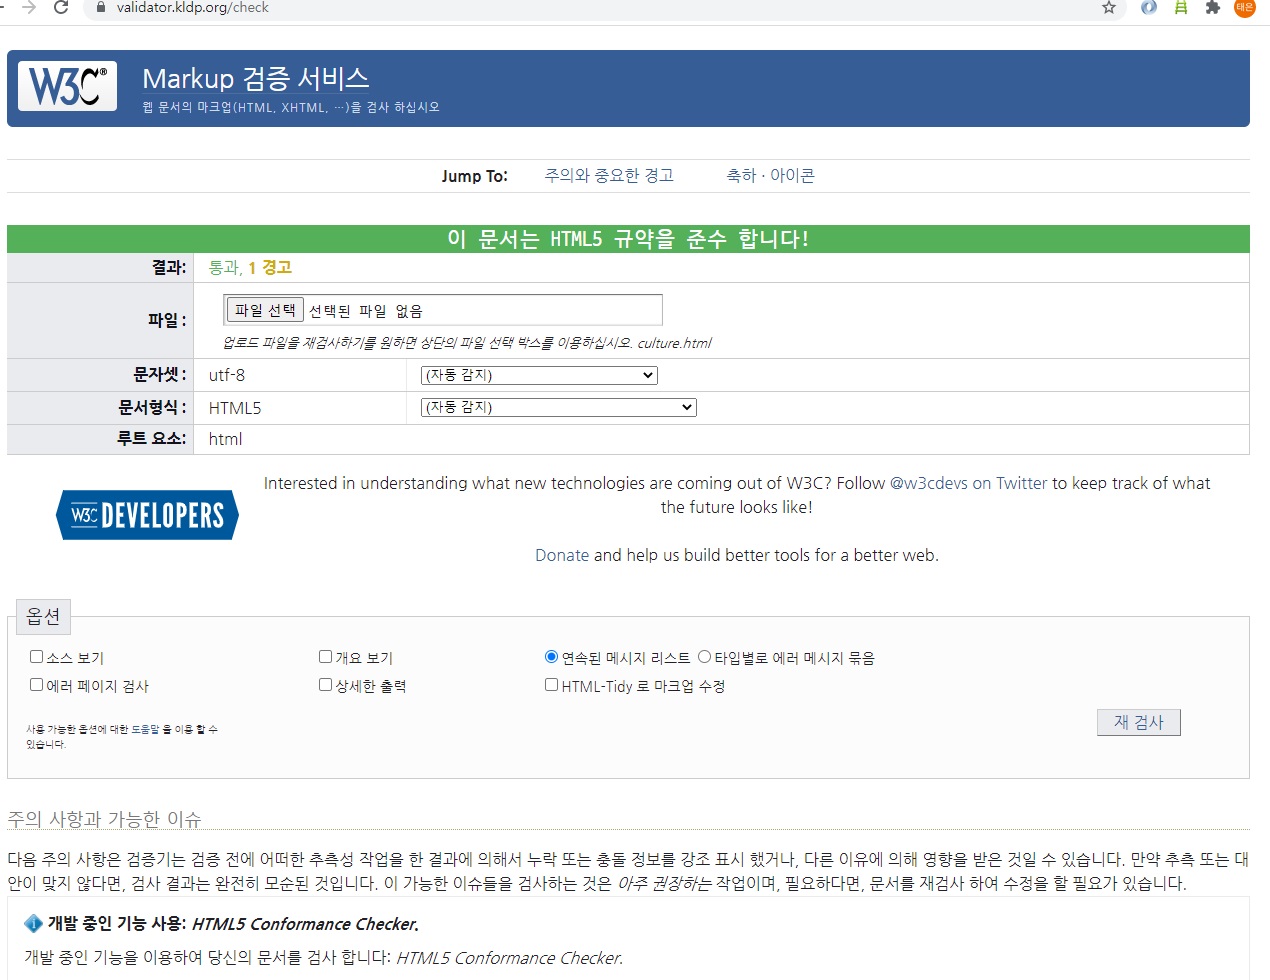 validator.kldp.org/check
태은
W3C®
Markup 검증 서비스
웹 문서의 마크업(HTML, XHTML, …)을 검사 하십시오
Jump To: 주의와 중요한 경고 축하 · 아이콘
이 문서는 HTML5 규약을 준수 합니다!
결과: 통과, 1 경고
파일 : 파일 선택 선택된 파일 없음
업로드 파일을 재검사하기를 원하면 상단의 파일 선택 박스를 이용하십시오. culture.html
문자셋 : utf-8 (자동 감지)
문서형식 : HTML5 (자동 감지)
루트 요소: html
W3C DEVELOPERS
Interested in understanding what new technologies are coming out of W3C? Follow @w3cdevs on Twitter to keep track of what
the future looks like!
Donate and help us build better tools for a better web.
옵션
소스 보기 개요 보기 연속된 메시지 리스트 타입별로 에러 메시지 묶음
에러 페이지 검사 상세한 출력 HTML-Tidy 로 마크업 수정
사용 가능한 옵션에 대한 도움말 을 이용 할 수
있습니다.
재 검사
주의 사항과 가능한 이슈
다음 주의 사항은 검증기는 검증 전에 어떠한 추측성 작업을 한 결과에 의해서 누락 또는 충돌 정보를 강조 표시 했거나, 다른 이유에 의해 영향을 받은 것일 수 있습니다. 만약 추측 또는 대
안이 맞지 않다면, 검사 결과는 완전히 모순된 것입니다. 이 가능한 이슈들을 검사하는 것은 아주 권장하는 작업이며, 필요하다면, 문서를 재검사 하여 수정을 할 필요가 있습니다.
개발 중인 기능 사용: HTML5 Conformance Checker.
개발 중인 기능을 이용하여 당신의 문서를 검사 합니다: HTML5 Conformance Checker.